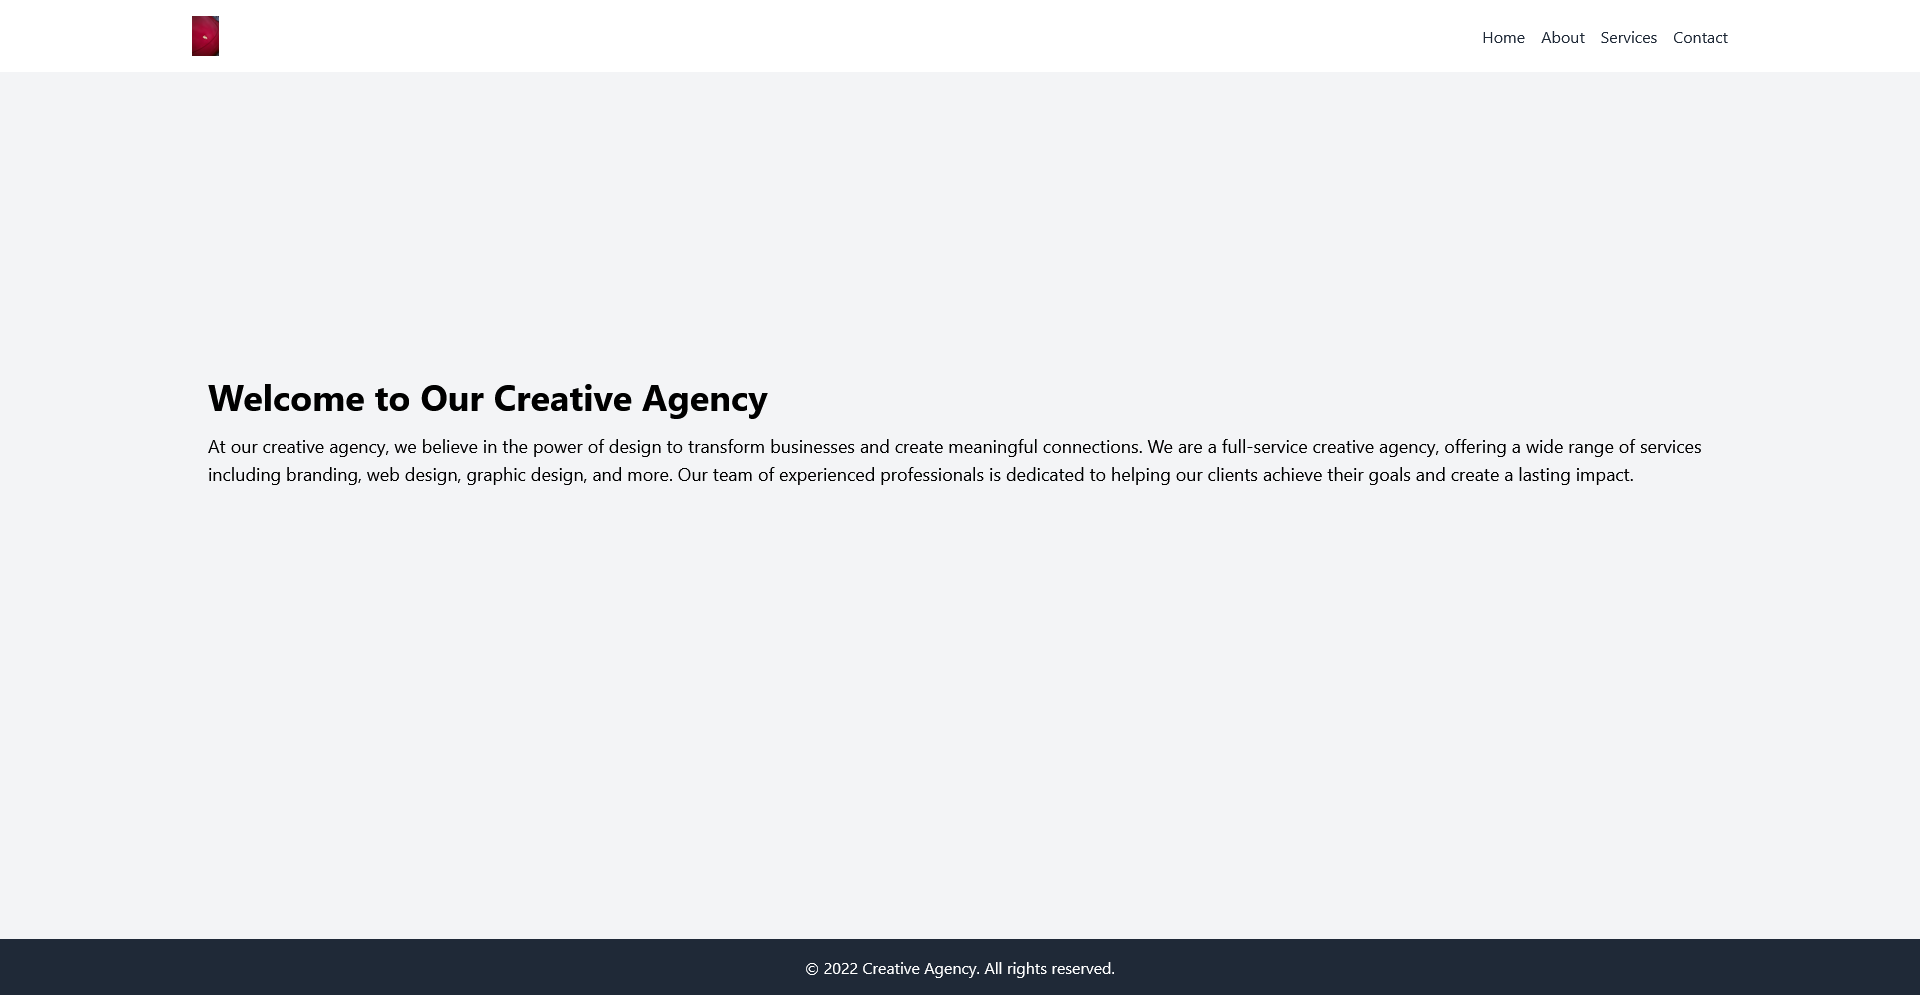 Home About Services Contact
Welcome to Our Creative Agency
At our creative agency, we believe in the power of design to transform businesses and create meaningful connections. We are a full-service creative agency, offering a wide range of services
including branding, web design, graphic design, and more. Our team of experienced professionals is dedicated to helping our clients achieve their goals and create a lasting impact.
© 2022 Creative Agency. All rights reserved.